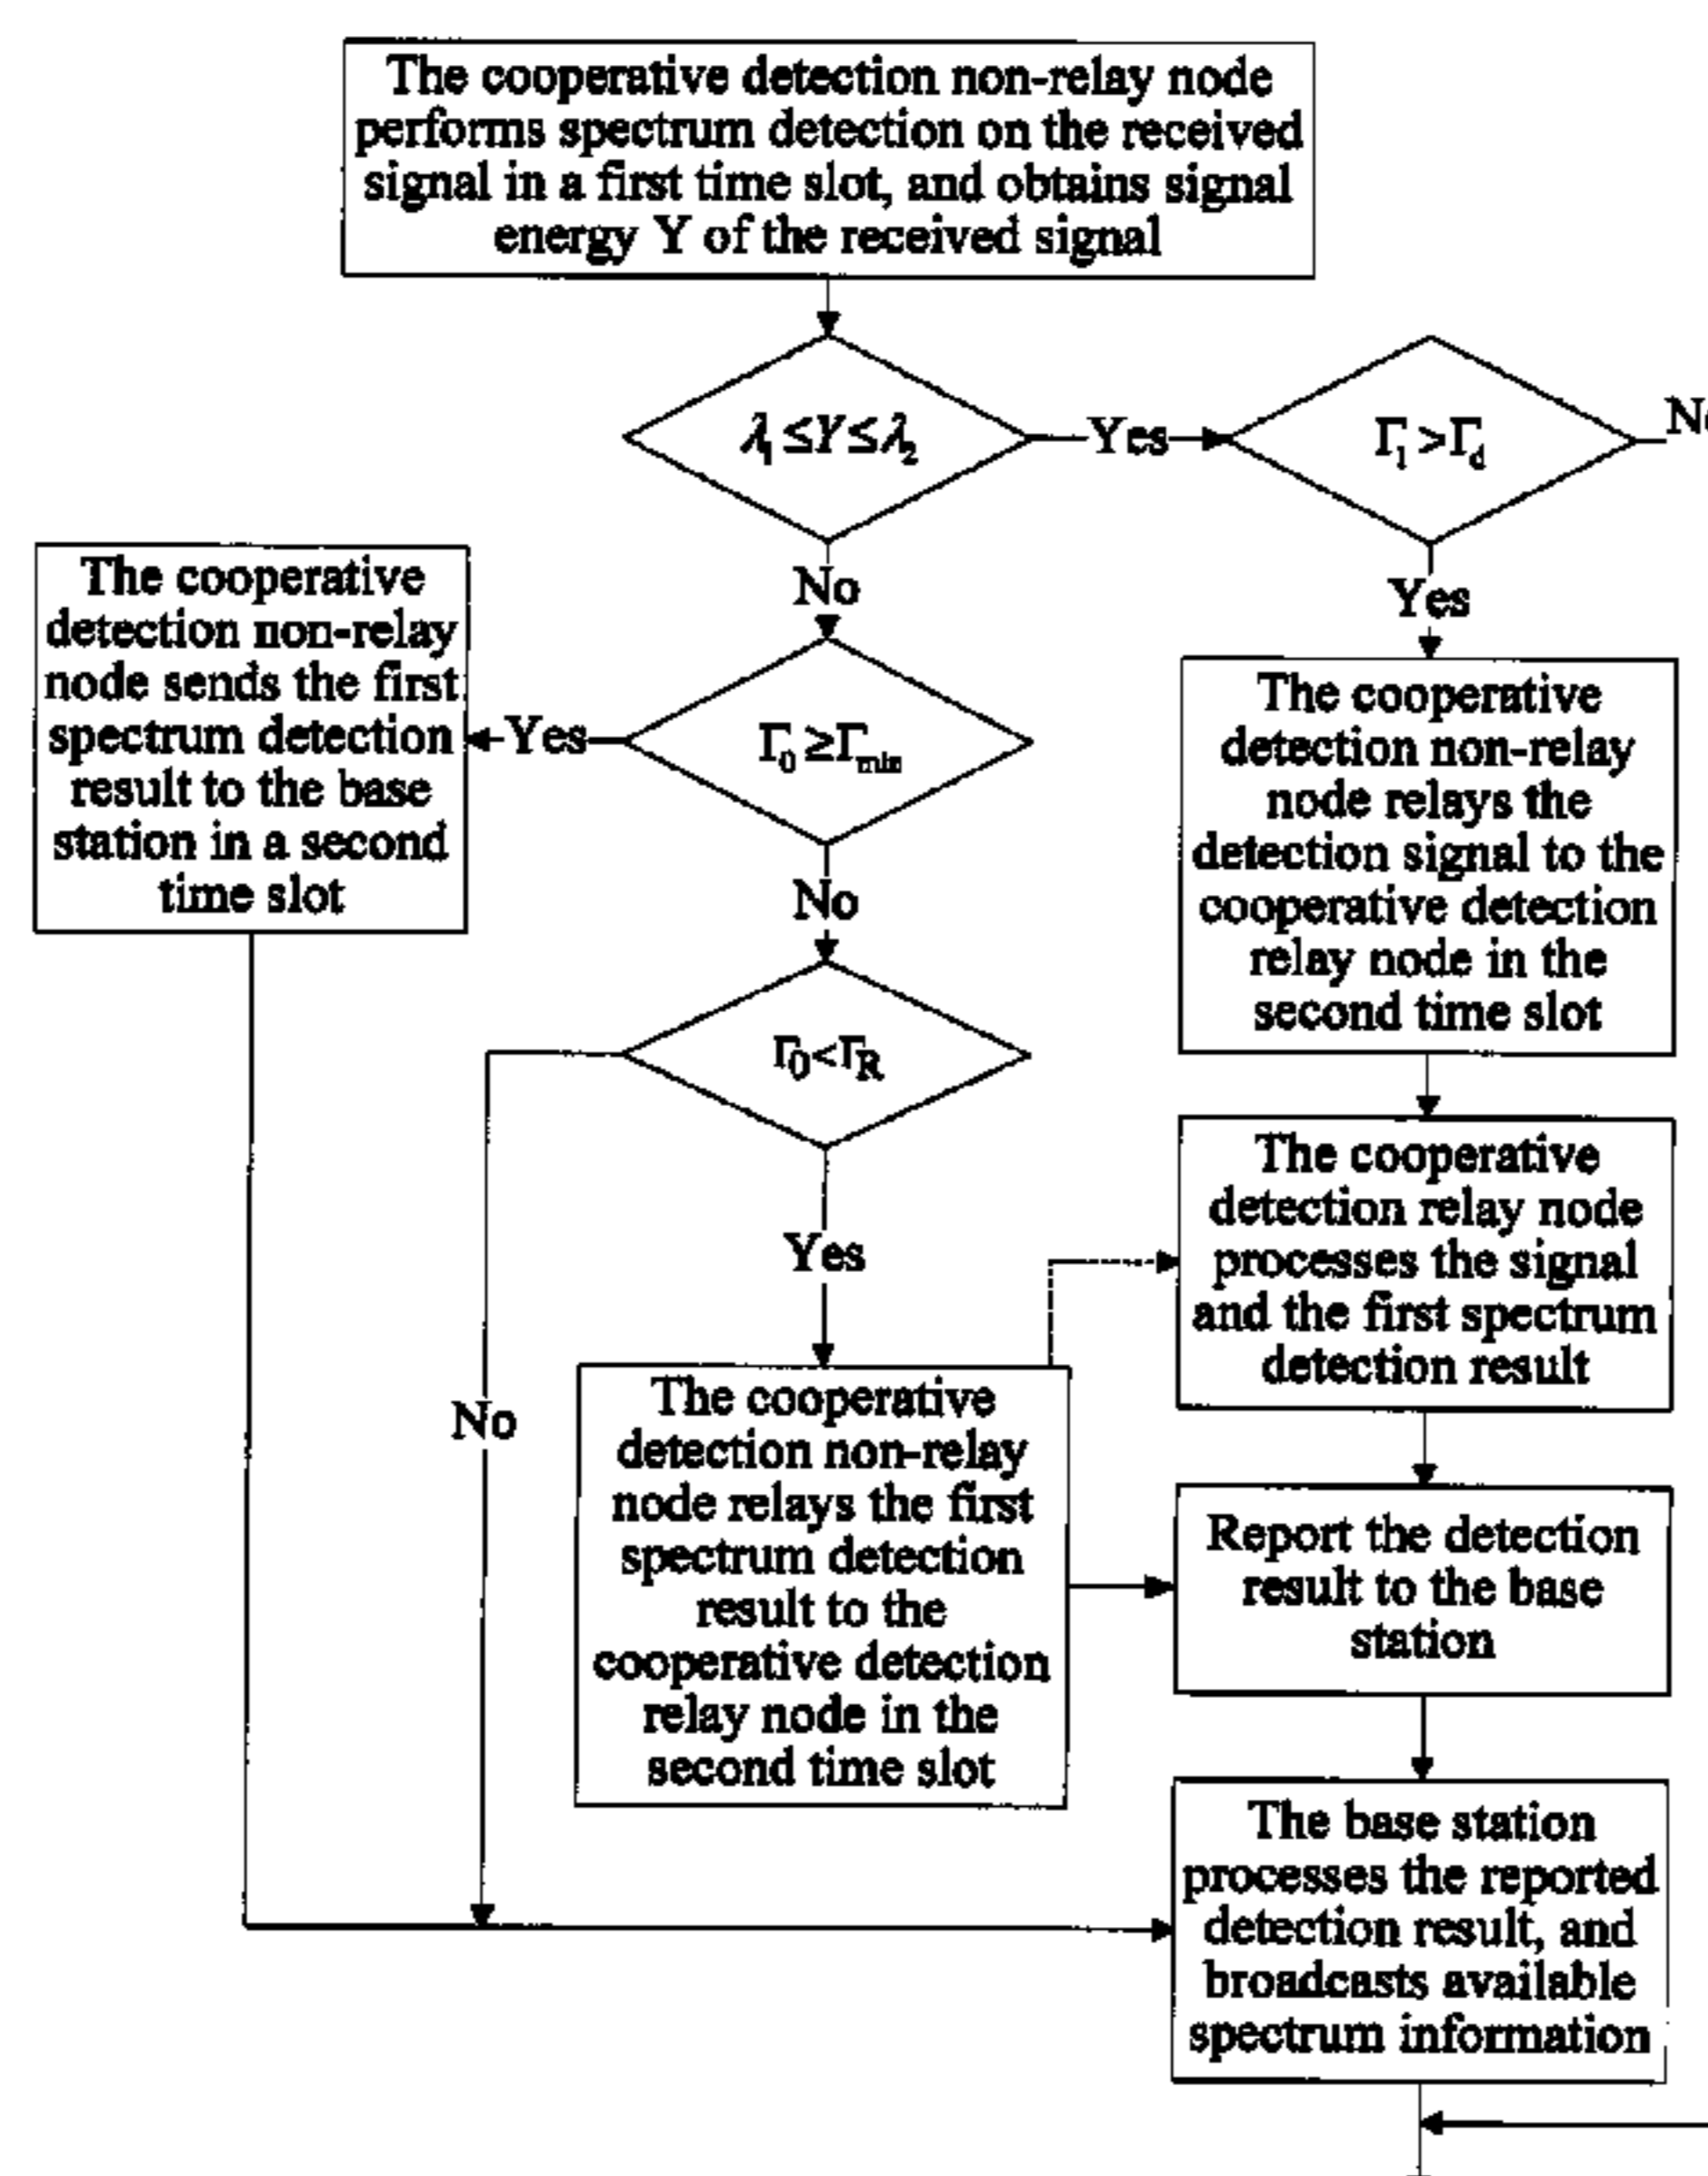 The cooperative detection non-relay node
performs spectrum detection on the received
signal in a first time slot, and obtains signal
energy Y of the received signal
λ₁ ≤Y≤λ₂
Yes
Γ₁ >Γd
No
No
Yes
The cooperative
detection non-relay
node sends the first
spectrum detection
result to the base
station in a second
time slot
Yes
Γ₀ ≥Γmin
No
The cooperative
detection non-relay
node relays the
detection signal to the
cooperative detection
relay node in the
second time slot
Γ0<ΓR
Yes
No
The cooperative
detection relay node
processes the signal
and the first spectrum
detection result
The cooperative
detection non-relay
node relays the first
spectrum detection
result to the
cooperative detection
relay node in the
second time slot
Report the detection
result to the base
station
The base station
processes the reported
detection result, and
broadcasts available
spectrum information